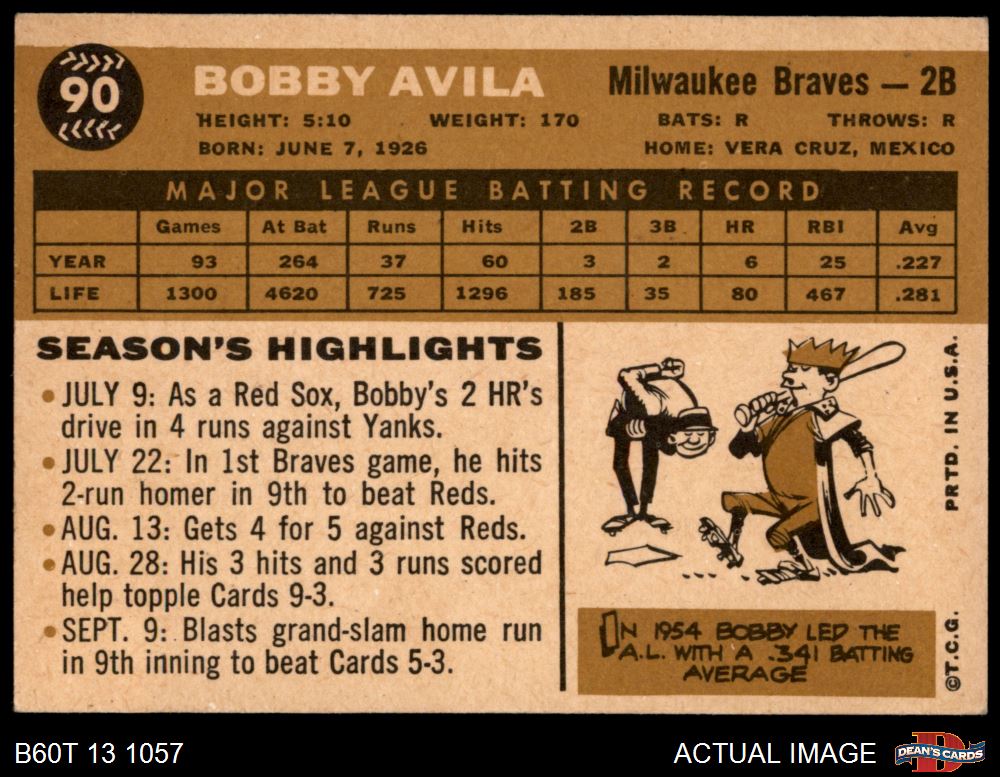 90
BOBBY AVILA
Milwaukee Braves — 2B
HEIGHT: 5:10 WEIGHT: 170 BATS: R THROWS: R
BORN: JUNE 7, 1926 HOME: VERA CRUZ, MEXICO
MAJOR LEAGUE BATTING RECORD
Games At Bat Runs Hits 2B 3B HR RBI Avg
YEAR 93 264 37 60 3 2 6 25 .227
LIFE 1300 4620 725 1296 185 35 80 467 .281
SEASON'S HIGHLIGHTS
• JULY 9: As a Red Sox, Bobby's 2 HR's
drive in 4 runs against Yanks.
• JULY 22: In 1st Braves game, he hits
2-run homer in 9th to beat Reds.
• AUG. 13: Gets 4 for 5 against Reds.
• AUG. 28: His 3 hits and 3 runs scored
help topple Cards 9-3.
• SEPT. 9: Blasts grand-slam home run
in 9th inning to beat Cards 5-3.
IN 1954 BOBBY LED THE
A.L. WITH A .341 BATTING
AVERAGE
©T.C.G. PRTD. IN U.S.A.
B60T 13 1057
ACTUAL IMAGE
DEAN'S CARDS